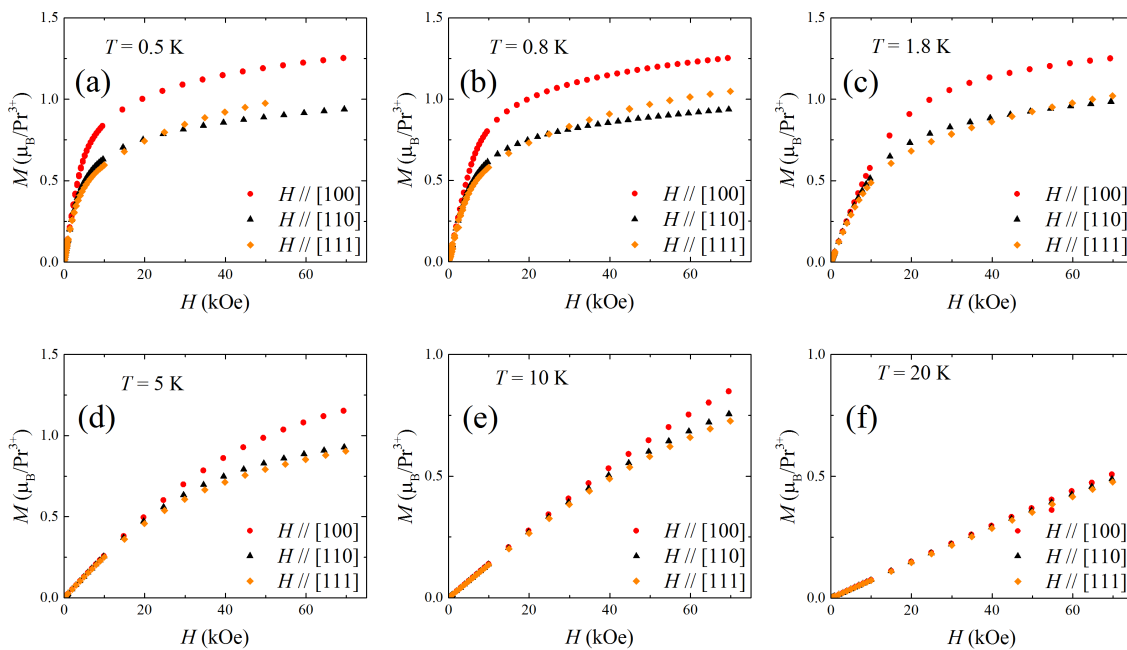 1.5
1.0
0.5
0.0
M (μB/Pr3+)
T = 0.5 K
(a)
H // [100]
H // [110]
H // [111]
0 20 40 60
H (kOe)
1.5
1.0
0.5
0.0
M (μB/Pr3+)
T = 0.8 K
(b)
H // [100]
H // [110]
H // [111]
0 20 40 60
H (kOe)
1.5
1.0
0.5
0.0
M (μB/Pr3+)
T = 1.8 K
(c)
H // [100]
H // [110]
H // [111]
0 20 40 60
H (kOe)
1.5
1.0
0.5
0.0
M (μB/Pr3+)
T = 5 K
(d)
H // [100]
H // [110]
H // [111]
0 20 40 60
H (kOe)
1.0
0.5
0.0
M (μB/Pr3+)
T = 10 K
(e)
H // [100]
H // [110]
H // [111]
0 20 40 60
H (kOe)
1.0
0.5
0.0
M (μB/Pr3+)
T = 20 K
(f)
H // [100]
H // [110]
H // [111]
0 20 40 60
H (kOe)